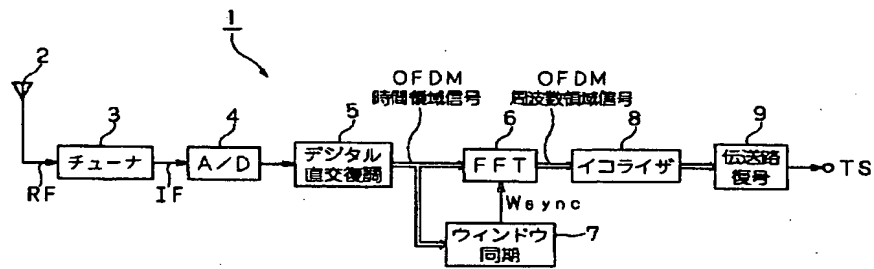 1
2
OFDM
時間領域信号
OFDM
周波数領域信号
3
4
5
6
8
9
チューナ
A/D
デジタル
直交復調
FFT
イコライザ
伝送路
復号
TS
RF
IF
Wsync
ウィンドウ
同期
7